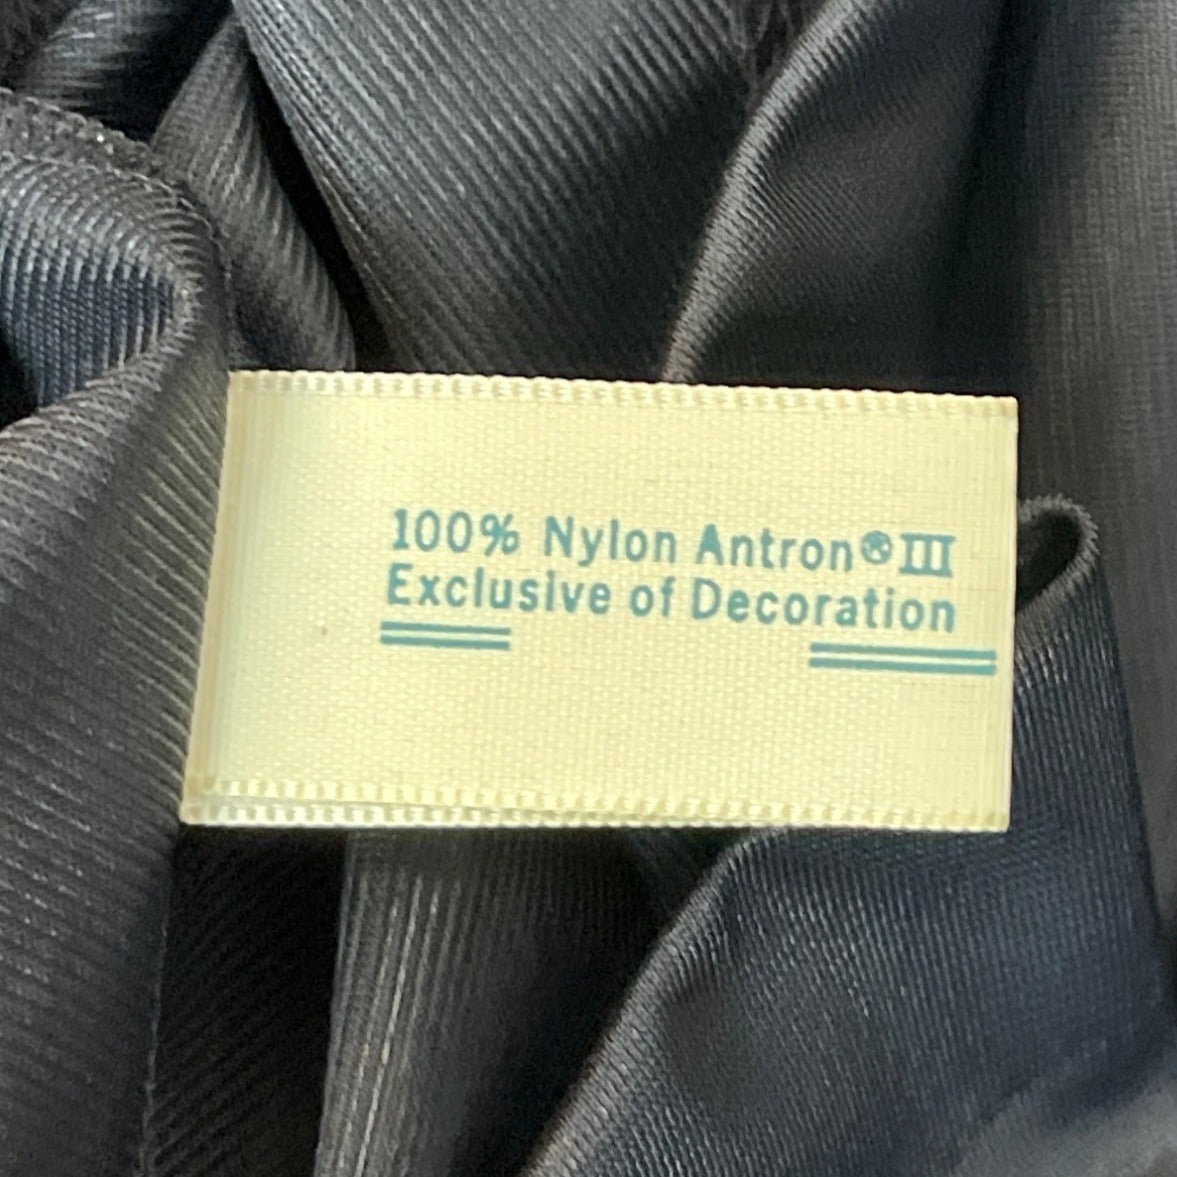 100% Nylon Antron®III
Exclusive of Decoration